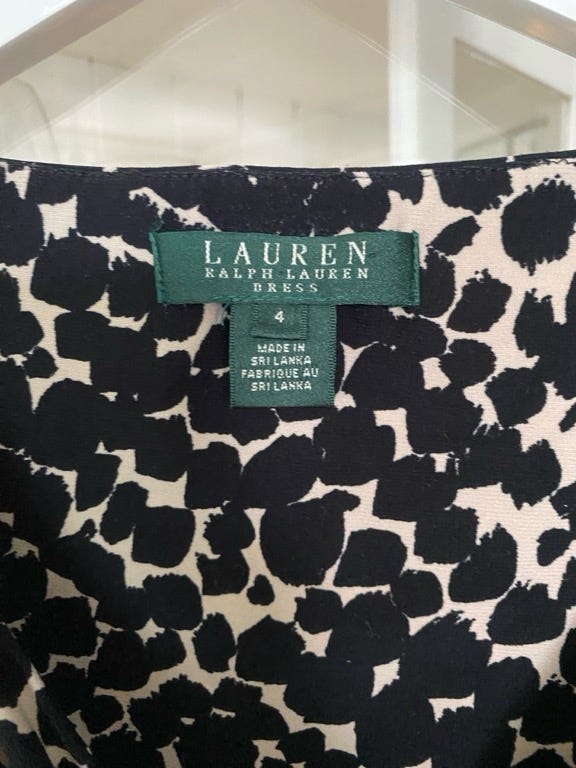 LAUREN
RALPH LAUREN
DRESS
4
MADE IN
SRI LANKA
FABRIQUE AU
SRI LANKA